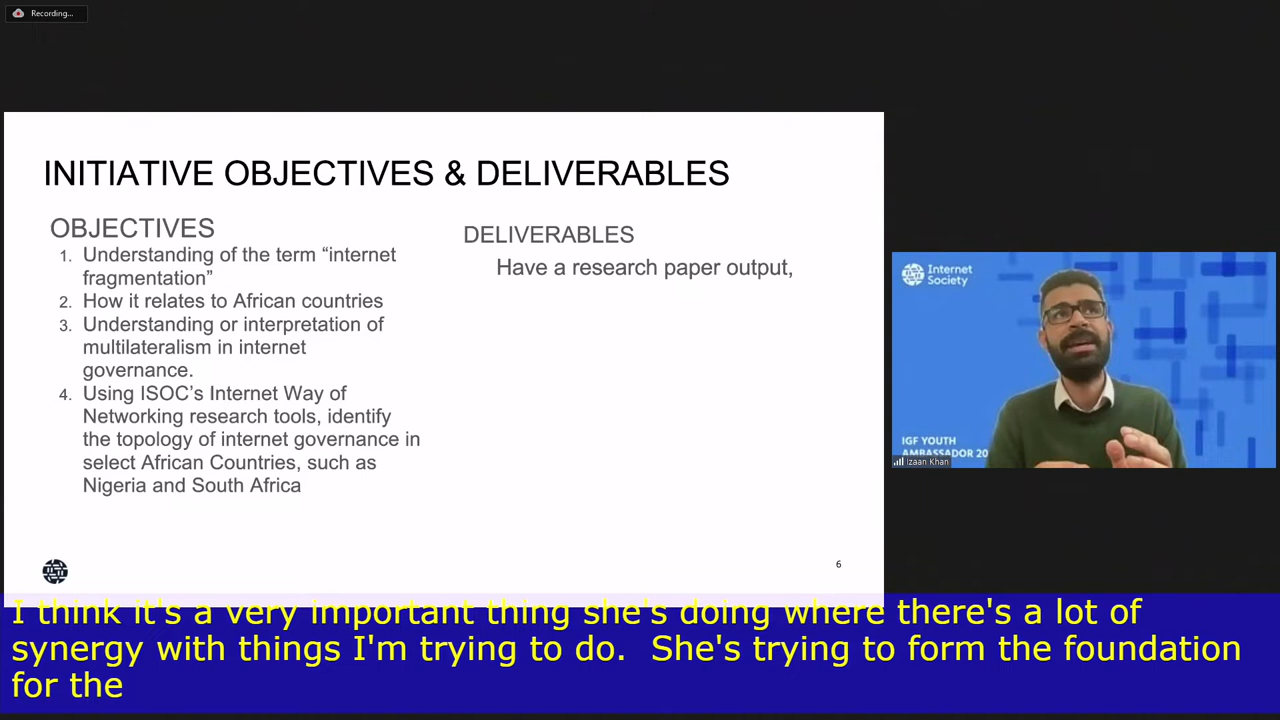 Recording...
INITIATIVE OBJECTIVES & DELIVERABLES
OBJECTIVES
1. Understanding of the term “internet
fragmentation”
2. How it relates to African countries
3. Understanding or interpretation of
multilateralism in internet
governance.
4. Using ISOC’s Internet Way of
Networking research tools, identify
the topology of internet governance in
select African Countries, such as
Nigeria and South Africa
DELIVERABLES
Have a research paper output,
6
Internet
Society
IGF YOUTH
AMBASSADOR 20
Izaan Khan
I think it's a very important thing she's doing where there's a lot of
synergy with things I'm trying to do.  She's trying to form the foundation
for the